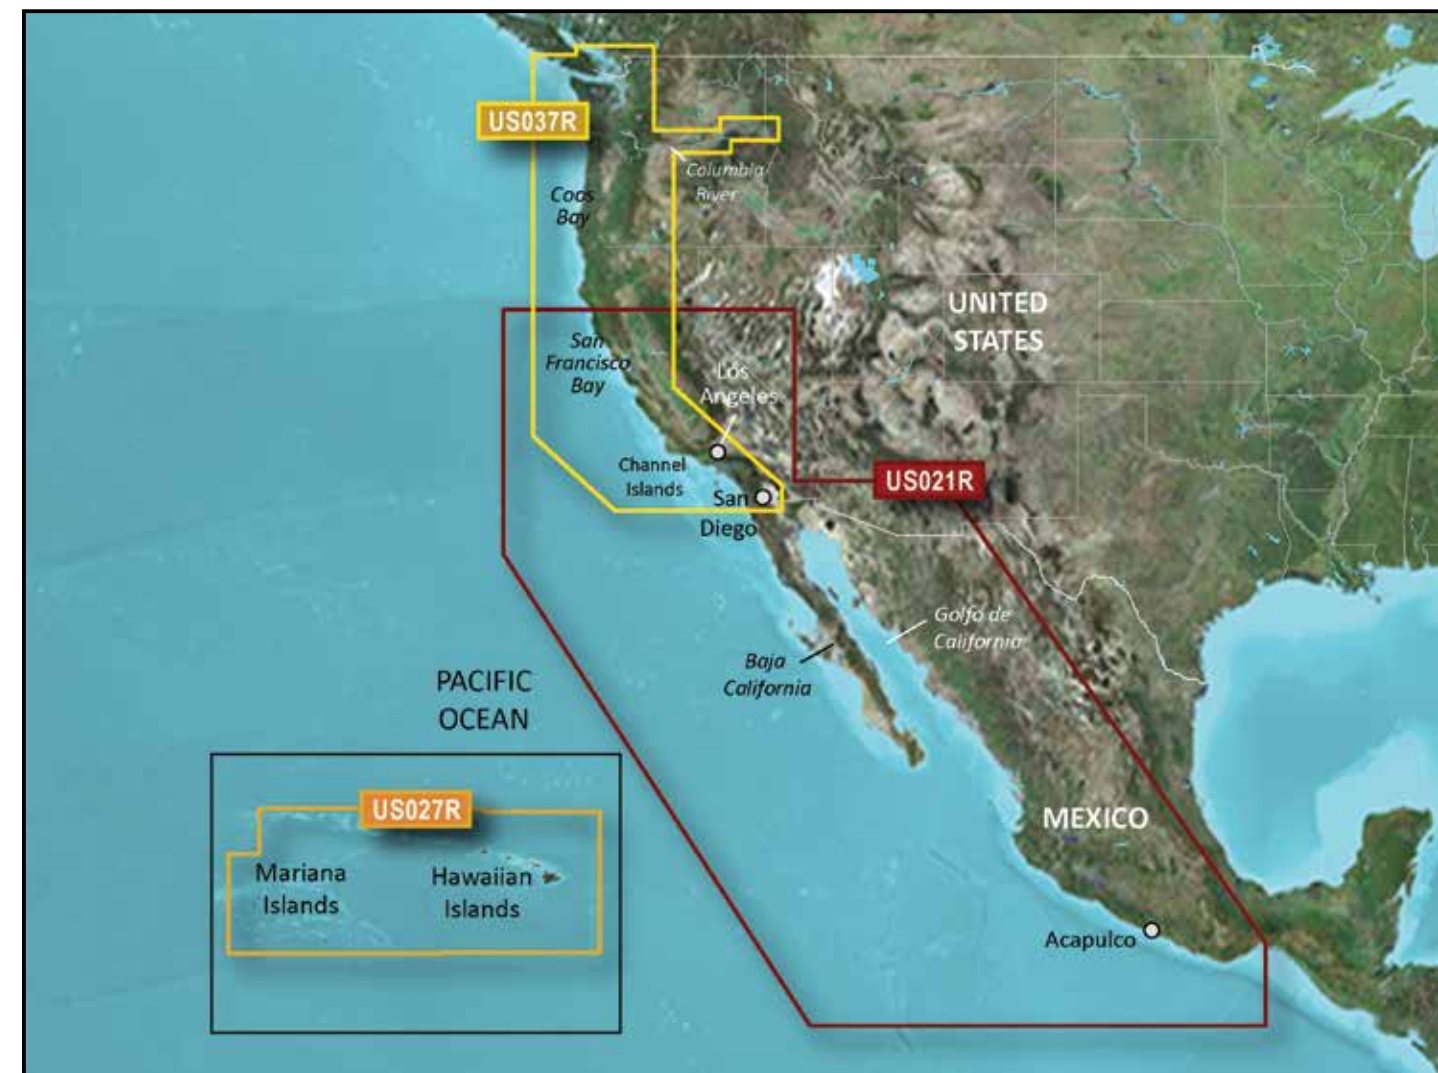 US037R
Coos
Bay
Columbia
River
UNITED
STATES
San
Francisco
Bay
Los
Angeles
Channel
Islands
US021R
San
Diego
Golfo de
California
Baja
California
PACIFIC
OCEAN
US027R
Mariana
Islands
Hawaiian
Islands
MEXICO
Acapulco